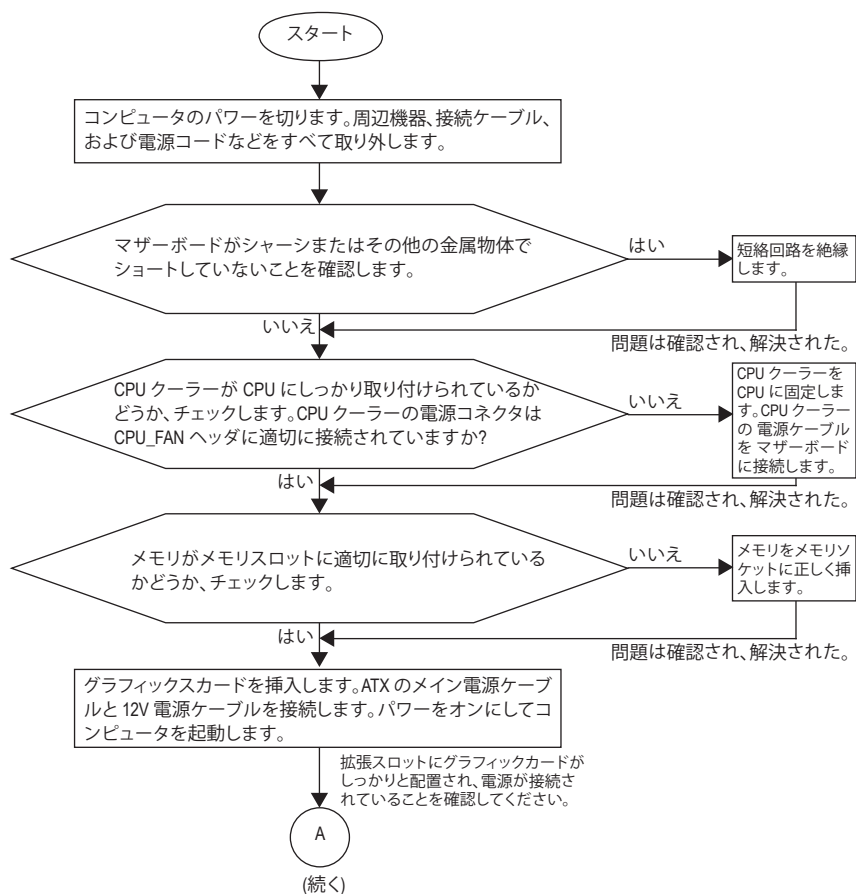 スタート
コンピュータのパワーを切ります。周辺機器、接続ケーブル、
および電源コードなどをすべて取り外します。
マザーボードがシャーシまたはその他の金属物体で
ショートしていないことを確認します。
はい
短絡回路を絶縁
します。
いいえ
問題は確認され、解決された。
CPU クーラーが CPU にしっかり取り付けられているか
どうか、チェックします。CPU クーラーの電源コネクタは
CPU_FAN ヘッダに適切に接続されていますか?
いいえ
CPU クーラーを
CPU に固定しま
す。CPU クーラー
の 電源ケーブル
を マザーボード
に接続します。
はい
問題は確認され、解決された。
メモリがメモリスロットに適切に取り付けられている
かどうか、チェックします。
いいえ
メモリをメモリソ
ケットに正しく挿
入します。
はい
問題は確認され、解決された。
グラフィックスカードを挿入します。ATX のメイン電源ケーブ
ルと 12V 電源ケーブルを接続します。パワーをオンにしてコ
ンピュータを起動します。
拡張スロットにグラフィックカードが
しっかりと配置され、電源が接続さ
れていることを確認してください。
A
(続く)